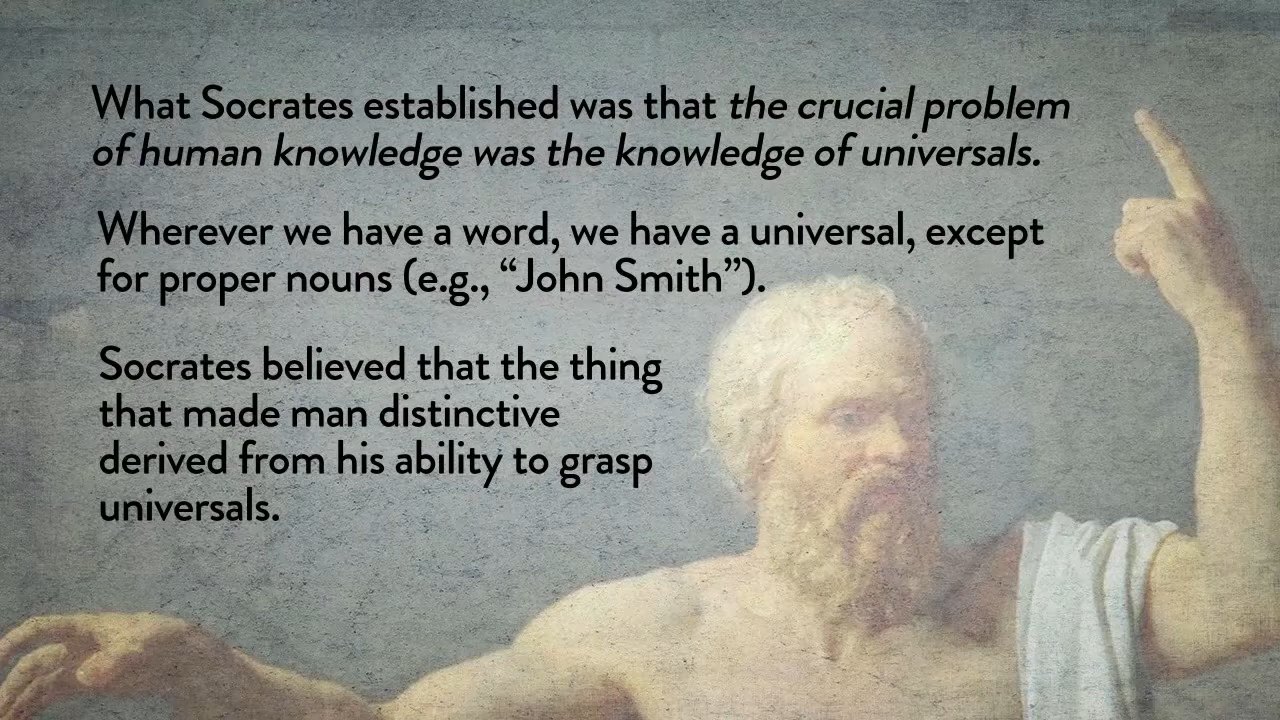 What Socrates established was that the crucial problem
of human knowledge was the knowledge of universals.
Wherever we have a word, we have a universal, except
for proper nouns (e.g., “John Smith”).
Socrates believed that the thing
that made man distinctive
derived from his ability to grasp
universals.